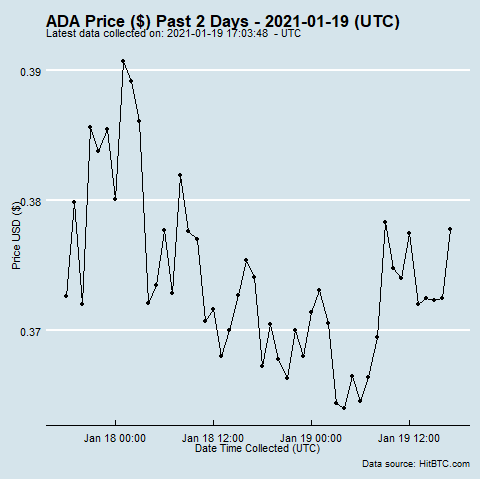 ADA Price ($) Past 2 Days - 2021-01-19 (UTC)
Latest data collected on: 2021-01-19 17:03:48 - UTC
0.39
0.38
0.37
Price USD ($)
Jan 18 00:00 Jan 18 12:00 Jan 19 00:00 Jan 19 12:00
Date Time Collected (UTC)
Data source: HitBTC.com